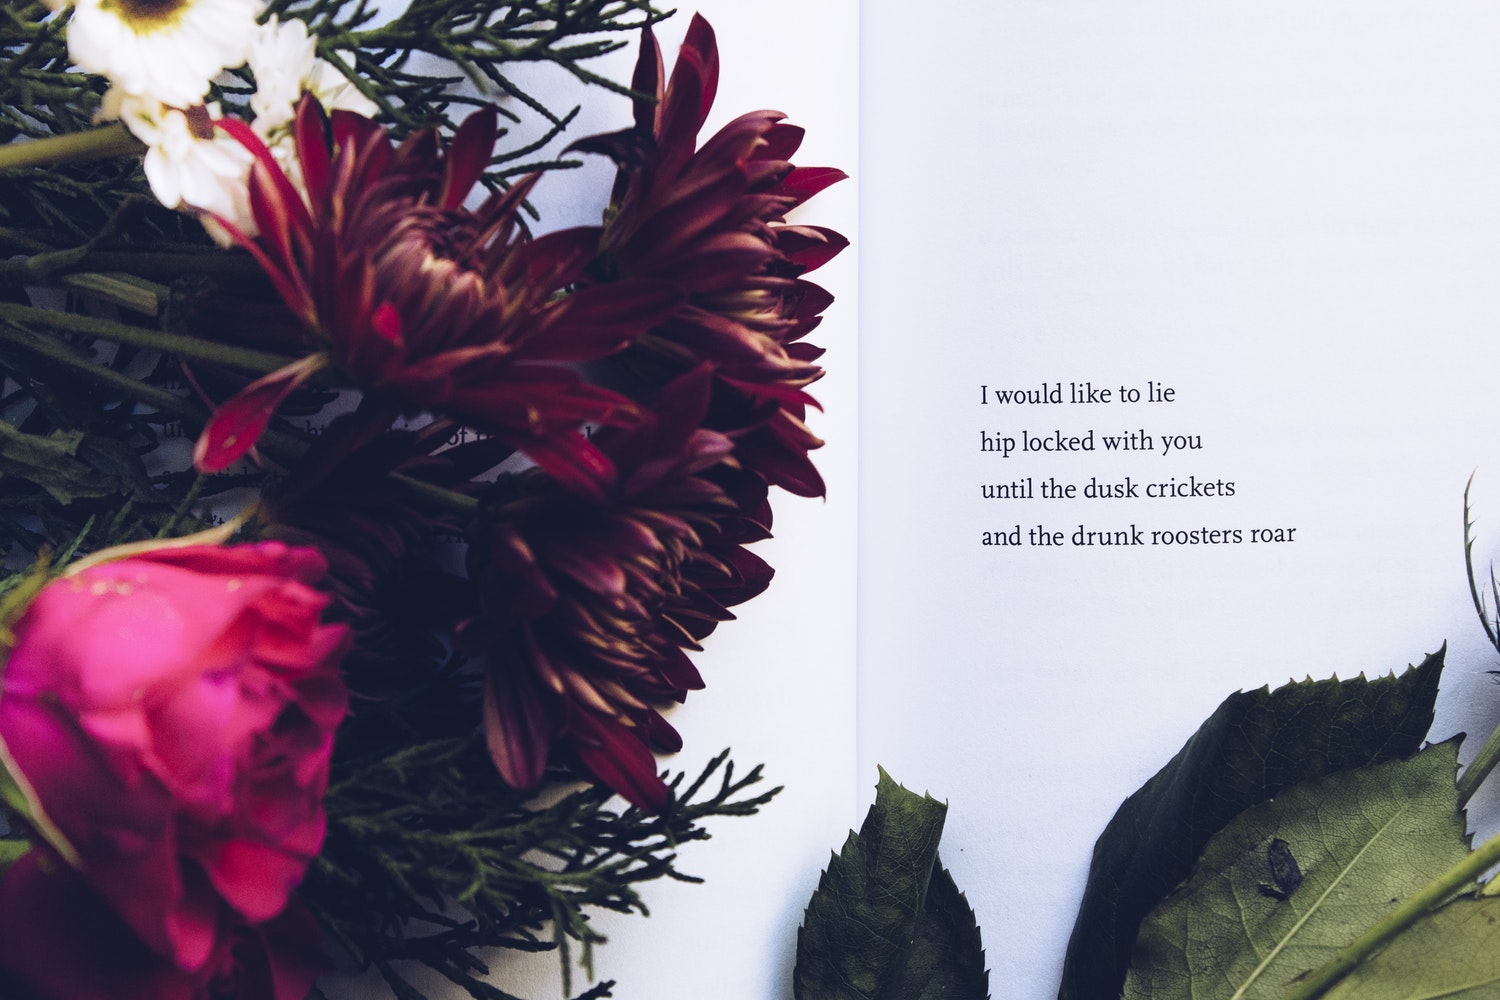 I would like to lie
hip locked with you
until the dusk crickets
and the drunk roosters roar